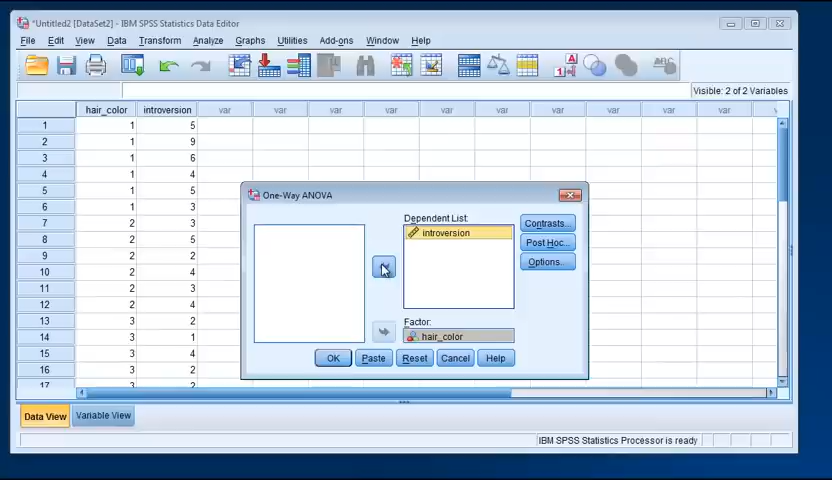 *Untitled2 [DataSet2] - IBM SPSS Statistics Data Editor
File Edit View Data Transform Analyze Graphs Utilities Add-ons Window Help
Visible: 2 of 2 Variables
hair_color introversion var var var var var var var var var var
1 1 5
2 1 9
3 1 6
4 1 4
5 1 5
6 1 3
7 2 3
8 2 5
9 2 2
10 2 4
11 2 3
12 2 4
13 3 2
14 3 1
15 3 4
16 3 2
17 3 2
One-Way ANOVA
Dependent List:
introversion
Contrasts...
Post Hoc...
Options...
Factor:
hair_color
OK Paste Reset Cancel Help
Data View Variable View
IBM SPSS Statistics Processor is ready